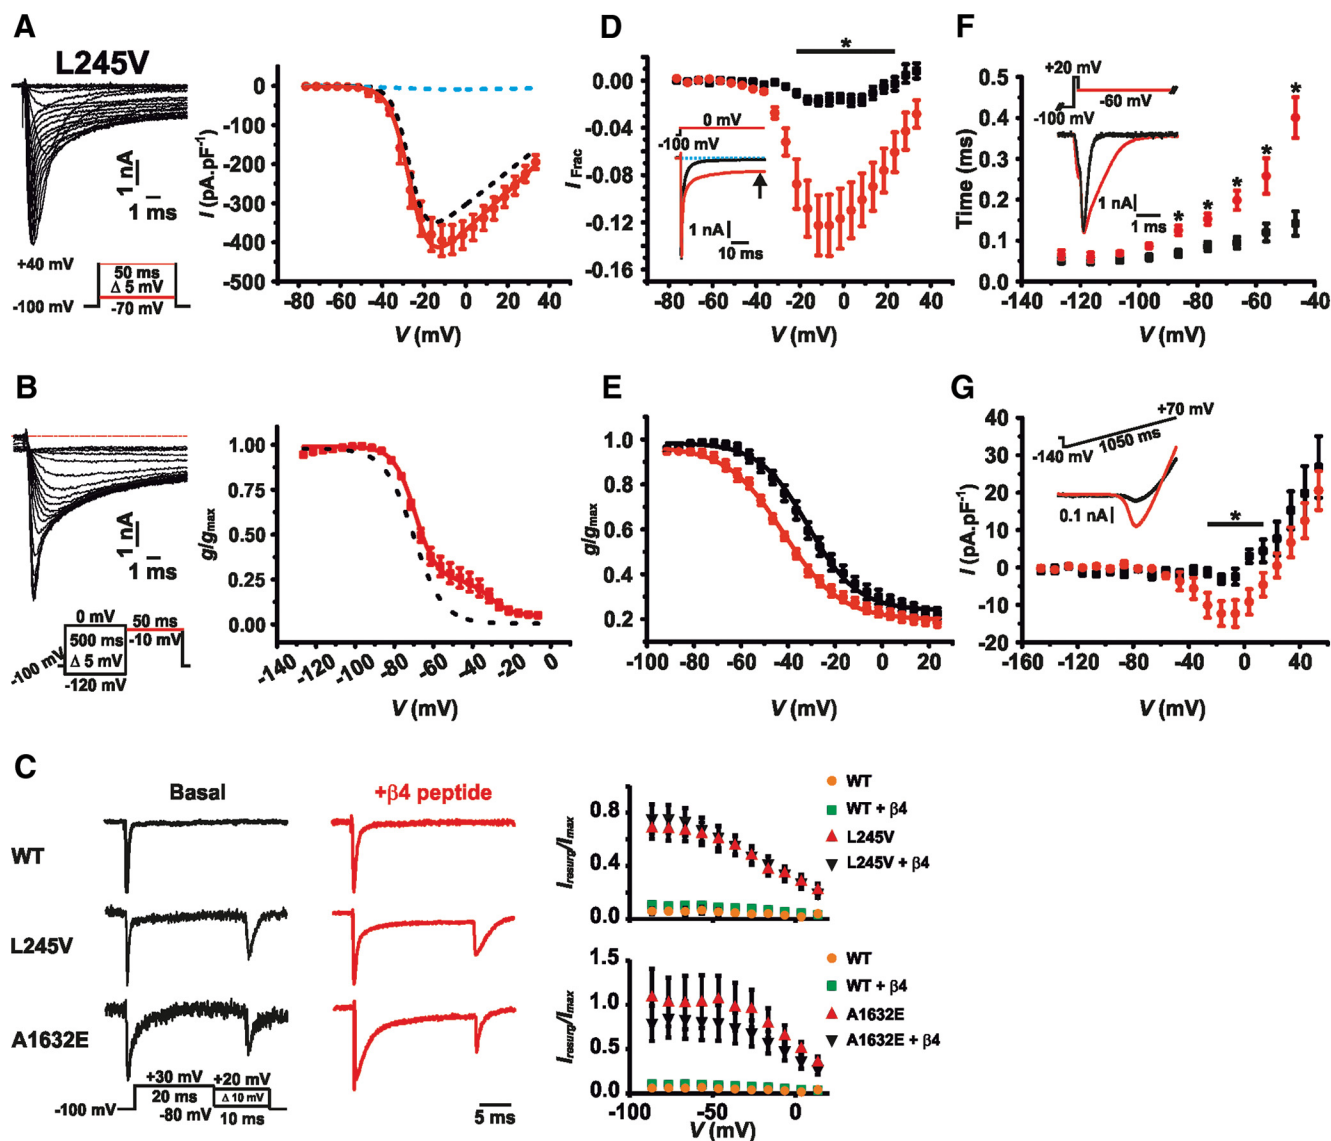 A
L245V
1 nA
1 ms
+40 mV
50 ms
Δ 5 mV
-100 mV
-70 mV
I (pA.pF⁻¹)
0
-100
-200
-300
-400
-500
-80 -60 -40 -20 0 20 40
V (mV)
D
*
I Frac
0.00
-0.04
-0.08
-0.12
-0.16
0 mV
-100 mV
1 nA
10 ms
-80 -60 -40 -20 0 20 40
V (mV)
F
Time (ms)
0.5
0.4
0.3
0.2
0.1
0.0
+20 mV
-60 mV
-100 mV
1 nA
1 ms
* * * * *
-140 -120 -100 -80 -60 -40
V (mV)
B
1 nA
1 ms
0 mV
50 ms
-10 mV
500 ms
Δ 5 mV
-100 mV
-120 mV
g/gmax
1.00
0.75
0.50
0.25
0.00
-140 -120 -100 -80 -60 -40 -20 0
V (mV)
E
g/gmax
1.0
0.8
0.6
0.4
0.2
-100 -80 -60 -40 -20 0 20
V (mV)
G
I (pA.pF⁻¹)
40
30
20
10
0
-10
-20
+70 mV
1050 ms
-140 mV
0.1 nA
*
-160 -120 -80 -40 0 40
V (mV)
C
Basal
+β4 peptide
WT
L245V
A1632E
+30 mV
+20 mV
20 ms
Δ 10 mV
-100 mV
-80 mV
10 ms
5 ms
Iresurg/Imax
0.8
0.4
0.0
WT
WT + β4
L245V
L245V + β4
Iresurg/Imax
1.5
1.0
0.5
0.0
WT
WT + β4
A1632E
A1632E + β4
-100 -50 0
V (mV)